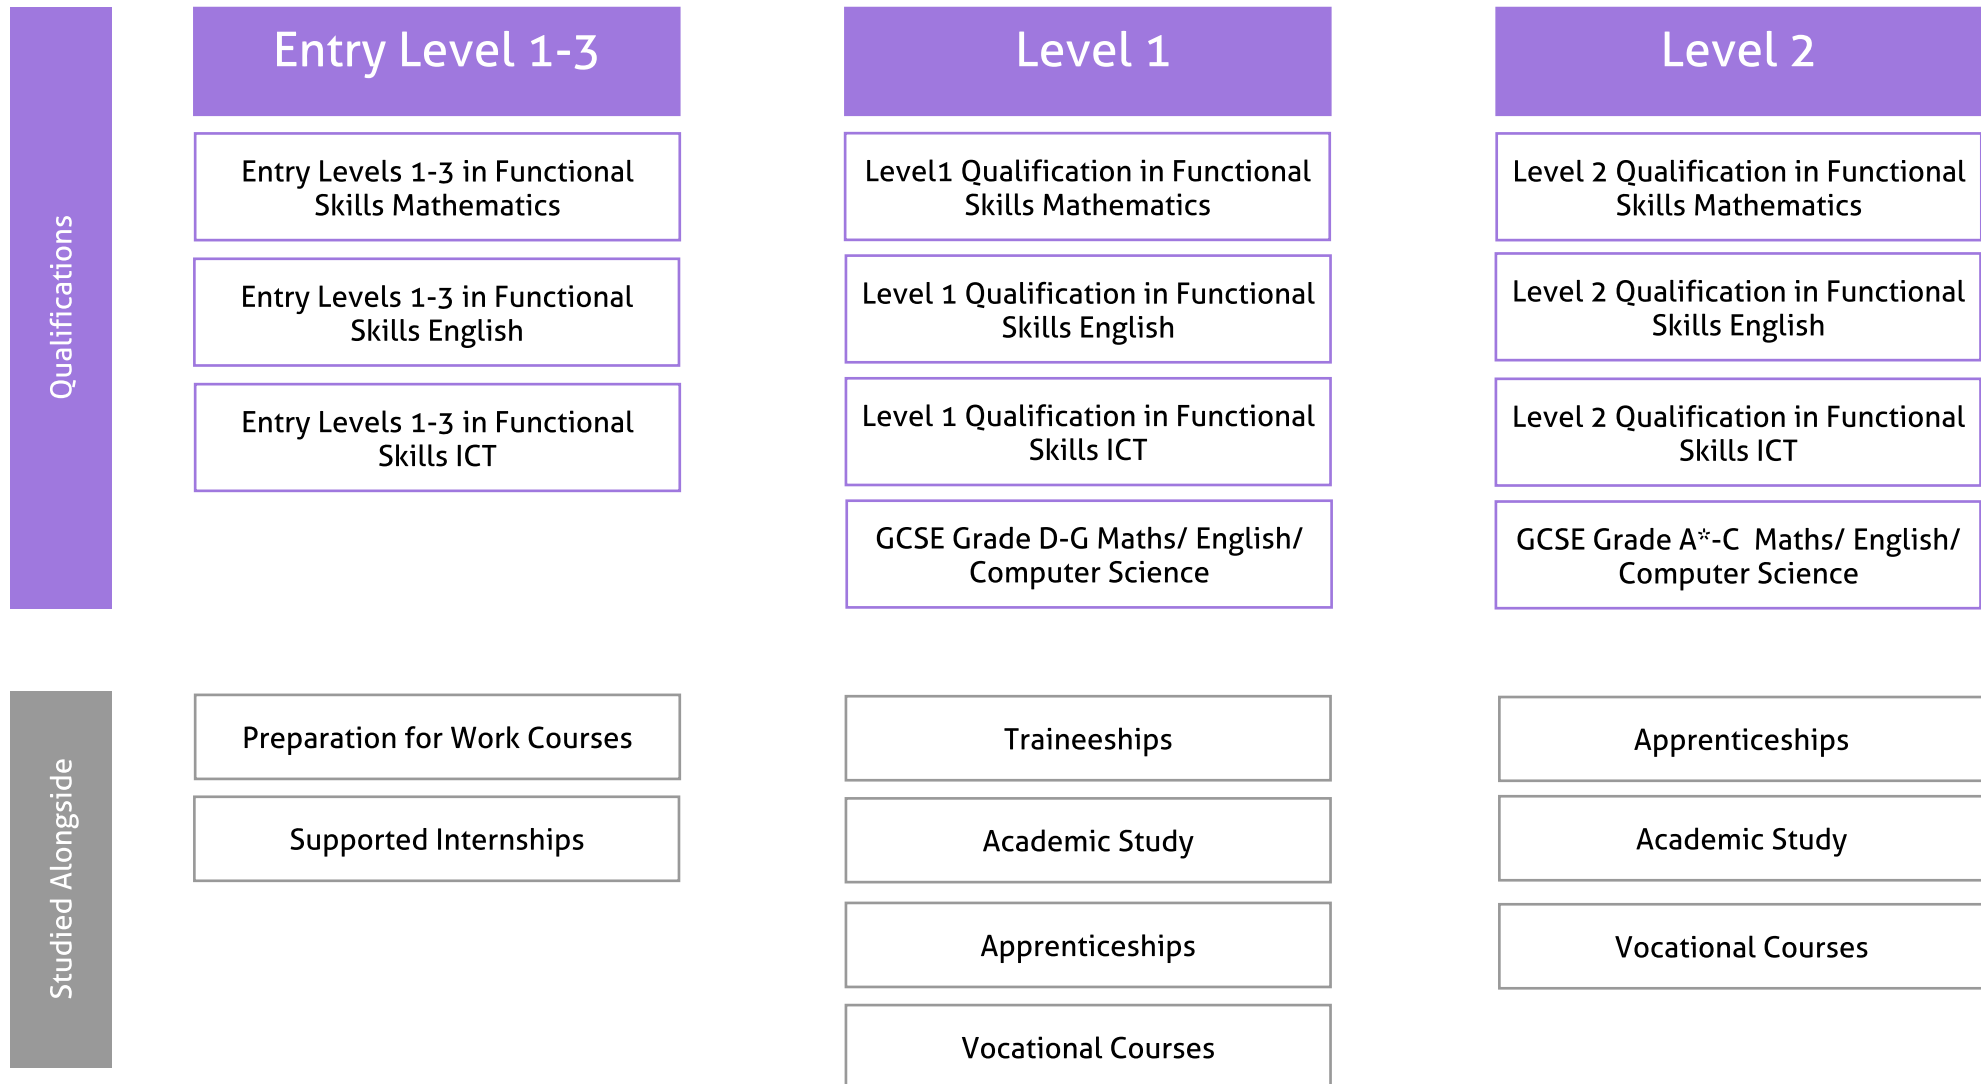 Entry Level 1-3
Level 1
Level 2
Qualifications
Entry Levels 1-3 in Functional
Skills Mathematics
Level1 Qualification in Functional
Skills Mathematics
Level 2 Qualification in Functional
Skills Mathematics
Entry Levels 1-3 in Functional
Skills English
Level 1 Qualification in Functional
Skills English
Level 2 Qualification in Functional
Skills English
Entry Levels 1-3 in Functional
Skills ICT
Level 1 Qualification in Functional
Skills ICT
Level 2 Qualification in Functional
Skills ICT
GCSE Grade D-G Maths/ English/
Computer Science
GCSE Grade A*-C  Maths/ English/
Computer Science
Studied Alongside
Preparation for Work Courses
Traineeships
Apprenticeships
Supported Internships
Academic Study
Academic Study
Apprenticeships
Vocational Courses
Vocational Courses